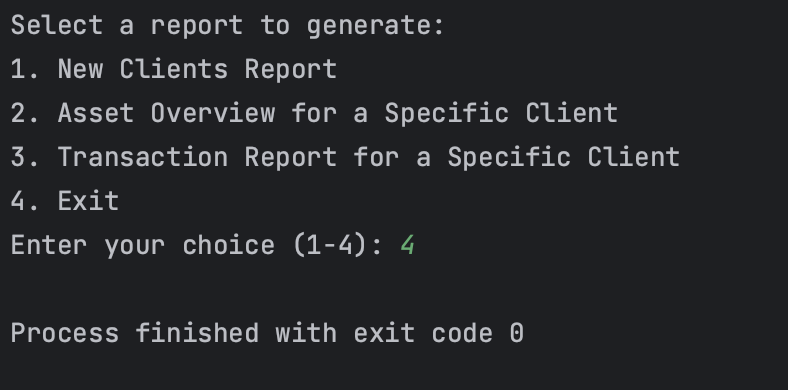 Select a report to generate:
1. New Clients Report
2. Asset Overview for a Specific Client
3. Transaction Report for a Specific Client
4. Exit
Enter your choice (1-4): 4
Process finished with exit code 0